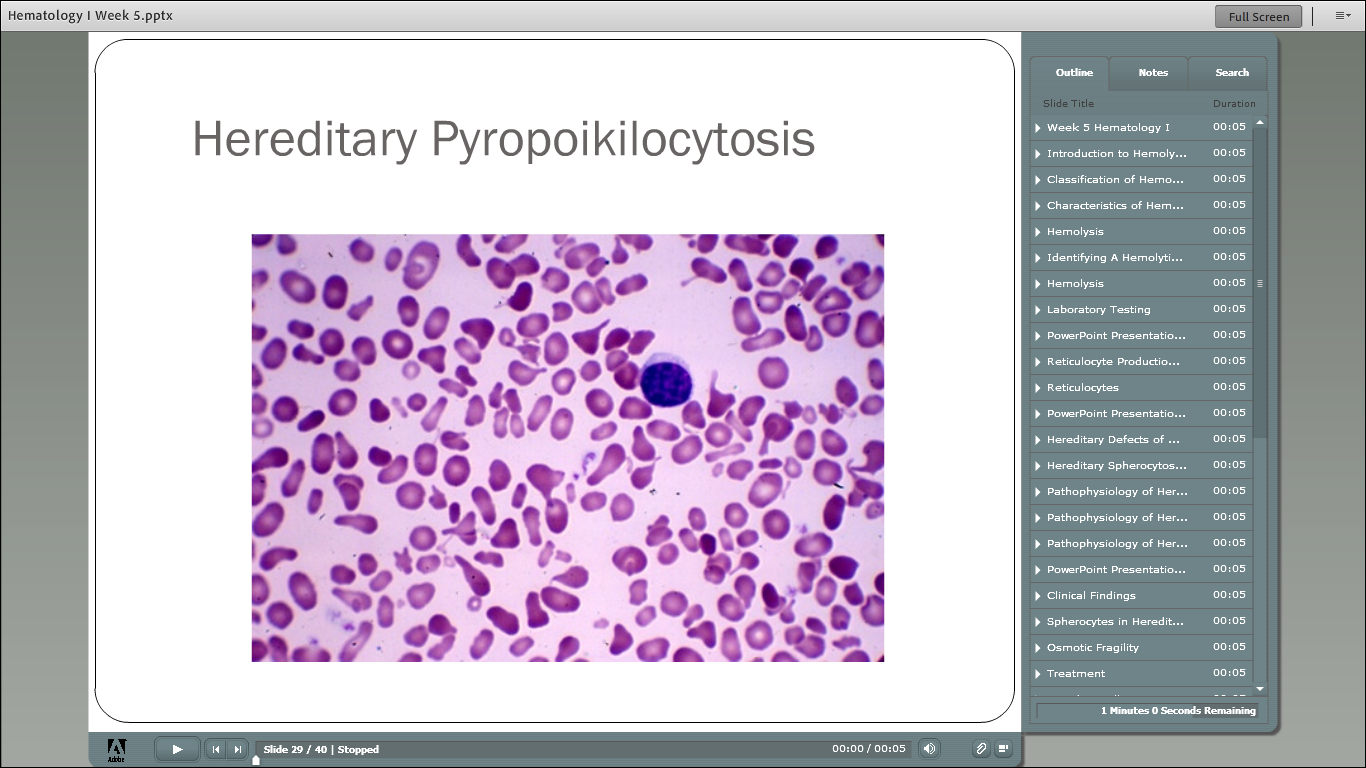 Hematology I Week 5.pptx
Full Screen
Hereditary Pyropoikilocytosis
Outline Notes Search
Slide Title Duration
Week 5 Hematology I 00:05
Introduction to Hemoly... 00:05
Classification of Hemo... 00:05
Characteristics of Hem... 00:05
Hemolysis 00:05
Identifying A Hemolyti... 00:05
Hemolysis 00:05
Laboratory Testing 00:05
PowerPoint Presentatio... 00:05
Reticulocyte Productio... 00:05
Reticulocytes 00:05
PowerPoint Presentatio... 00:05
Hereditary Defects of ... 00:05
Hereditary Spherocytos... 00:05
Pathophysiology of Her... 00:05
Pathophysiology of Her... 00:05
Pathophysiology of Her... 00:05
PowerPoint Presentatio... 00:05
Clinical Findings 00:05
Spherocytes in Heredit... 00:05
Osmotic Fragility 00:05
Treatment 00:05
1 Minutes 0 Seconds Remaining
Adobe
Slide 29 / 40 | Stopped
00:00 / 00:05